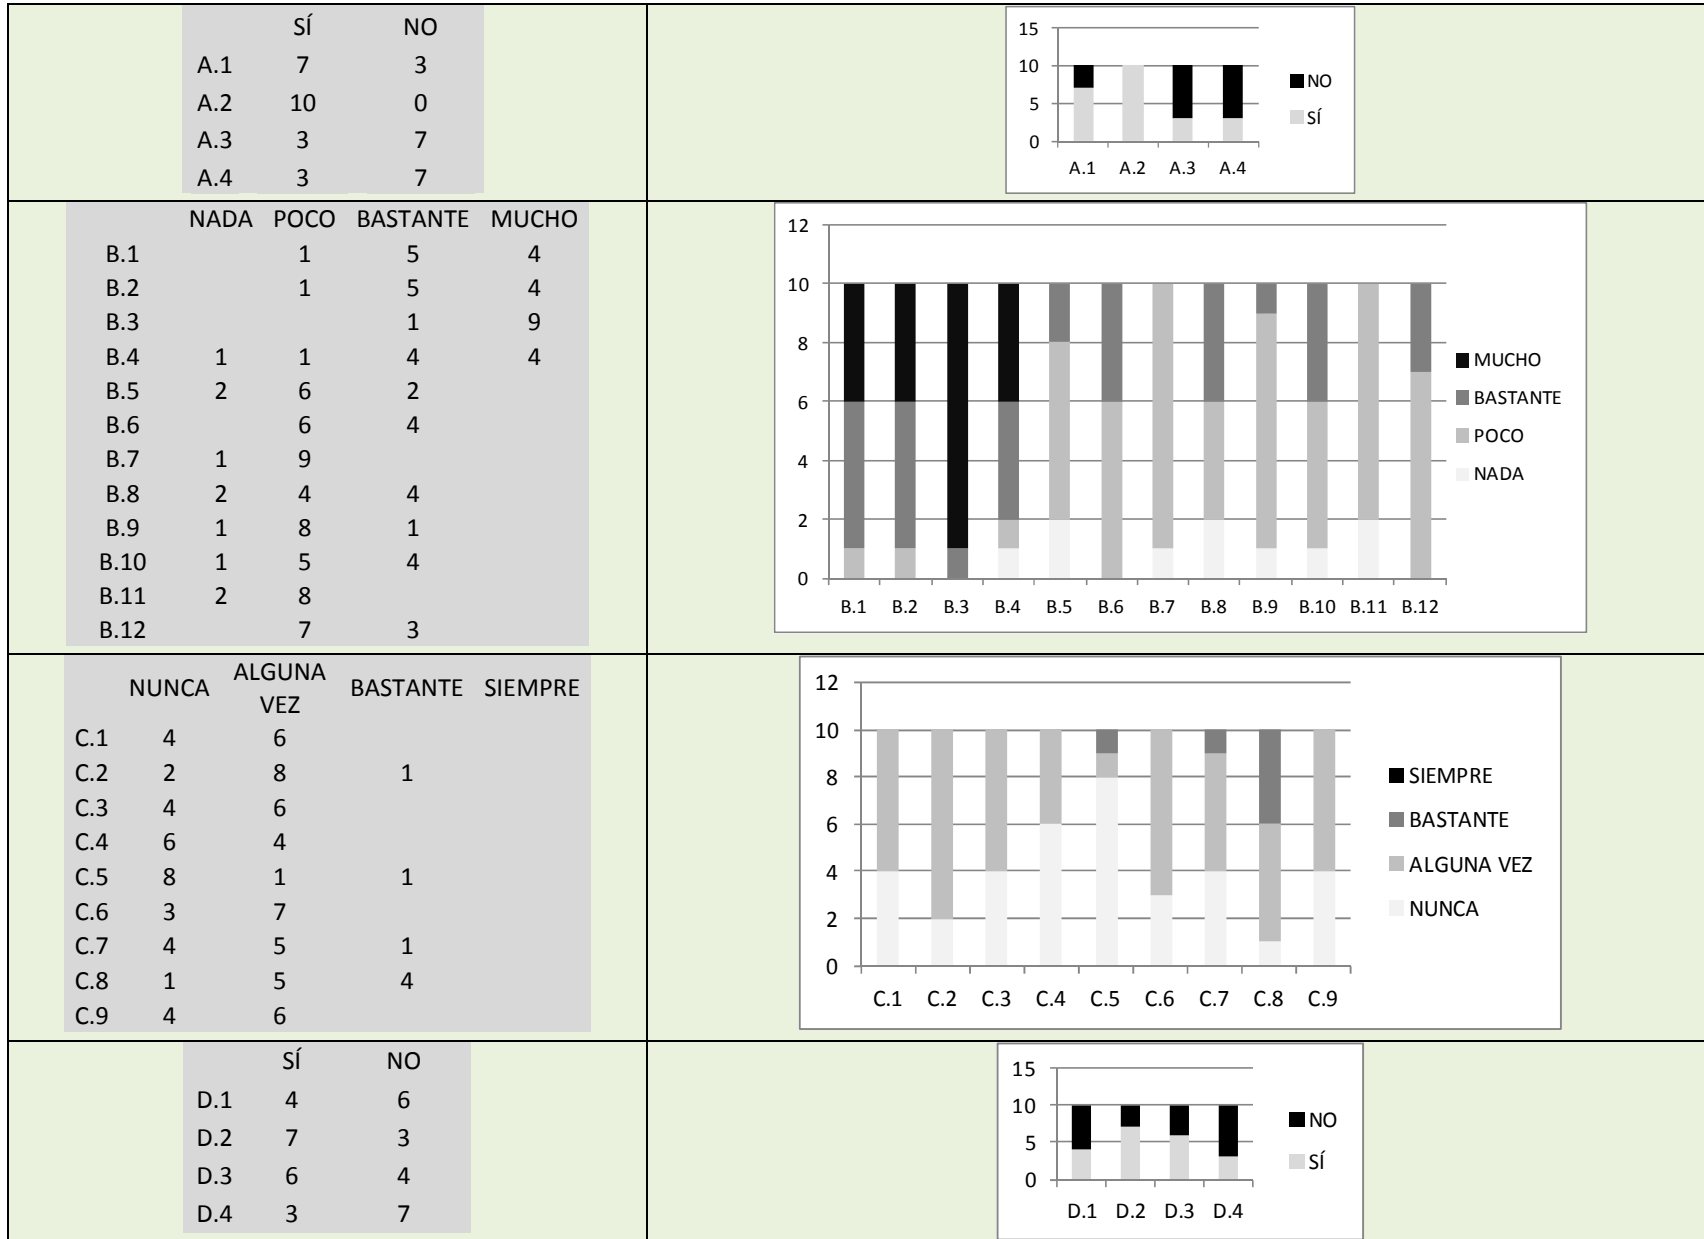 SÍ NO
A.1 7 3
A.2 10 0
A.3 3 7
A.4 3 7
15
10
5
0
A.1 A.2 A.3 A.4
NO
SÍ
NADA POCO BASTANTE MUCHO
B.1 1 5 4
B.2 1 5 4
B.3 1 9
B.4 1 1 4 4
B.5 2 6 2
B.6 6 4
B.7 1 9
B.8 2 4 4
B.9 1 8 1
B.10 1 5 4
B.11 2 8
B.12 7 3
12
10
8
6
4
2
0
B.1 B.2 B.3 B.4 B.5 B.6 B.7 B.8 B.9 B.10 B.11 B.12
MUCHO
BASTANTE
POCO
NADA
NUNCA ALGUNA VEZ BASTANTE SIEMPRE
C.1 4 6
C.2 2 8 1
C.3 4 6
C.4 6 4
C.5 8 1 1
C.6 3 7
C.7 4 5 1
C.8 1 5 4
C.9 4 6
12
10
8
6
4
2
0
C.1 C.2 C.3 C.4 C.5 C.6 C.7 C.8 C.9
SIEMPRE
BASTANTE
ALGUNA VEZ
NUNCA
SÍ NO
D.1 4 6
D.2 7 3
D.3 6 4
D.4 3 7
15
10
5
0
D.1 D.2 D.3 D.4
NO
SÍ